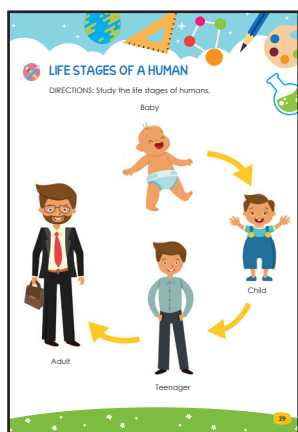 LIFE STAGES OF A HUMAN
DIRECTIONS: Study the life stages of humans.
Baby
Child
Adult
Teenager
29